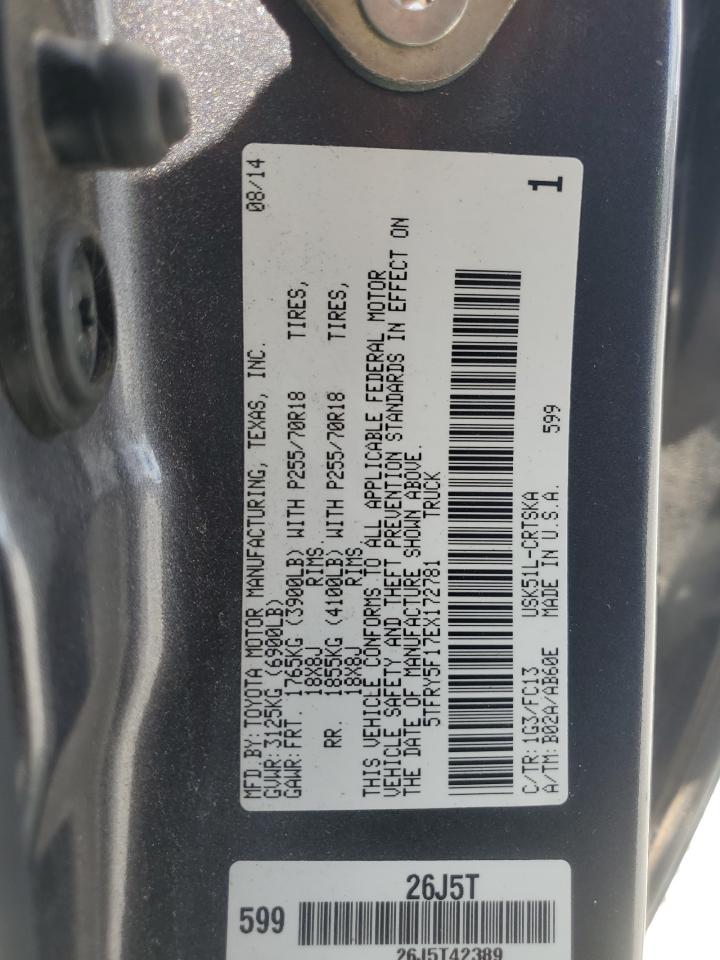 MFD.BY:TOYOTA MOTOR MANUFACTURING, TEXAS, INC. 08/14
GVWR:3125KG (6900LB)
GAWR:FRT. 1765KG (3900LB) WITH P255/70R18 TIRES,
18X8J RIMS
RR. 1855KG (4100LB) WITH P255/70R18 TIRES,
18X8J RIMS
THIS VEHICLE CONFORMS TO ALL APPLICABLE FEDERAL MOTOR
VEHICLE SAFETY AND THEFT PREVENTION STANDARDS IN EFFECT ON
THE DATE OF MANUFACTURE SHOWN ABOVE.
5TFRY5F17EX172781 TRUCK
C/TR:1G3/FC13 USK51L-CRTSKA
A/TM:B02A/AB60E MADE IN U.S.A. 599
1
26J5T
599
26J5T42389